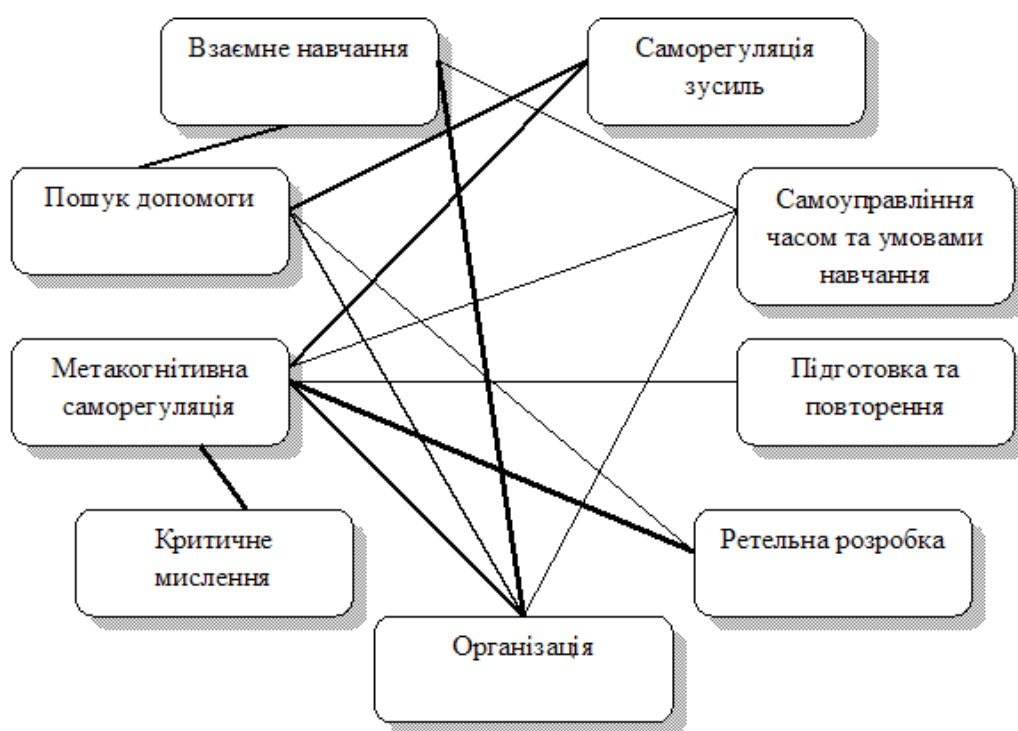 Взаємне навчання
Саморегуляція
зусиль
Пошук допомоги
Самоуправління
часом та умовами
навчання
Метакогнітивна
саморегуляція
Підготовка та
повторення
Критичне
мислення
Ретельна розробка
Організація